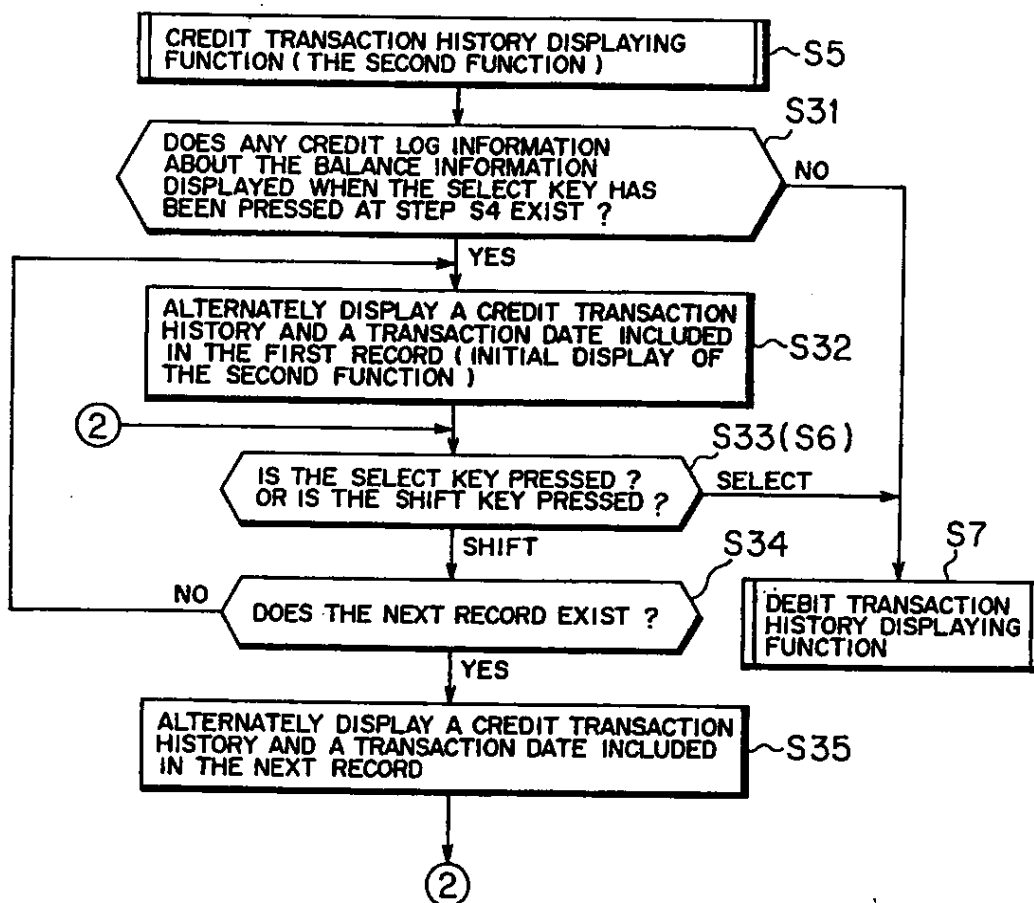 CREDIT TRANSACTION HISTORY DISPLAYING
FUNCTION ( THE SECOND FUNCTION )
S5
S31
DOES ANY CREDIT LOG INFORMATION
ABOUT THE BALANCE INFORMATION
DISPLAYED WHEN THE SELECT KEY HAS
BEEN PRESSED AT STEP S4 EXIST ?
NO
YES
ALTERNATELY DISPLAY A CREDIT TRANSACTION
HISTORY AND A TRANSACTION DATE INCLUDED
IN THE FIRST RECORD ( INITIAL DISPLAY OF
THE SECOND FUNCTION )
S32
2
S33(S6)
IS THE SELECT KEY PRESSED ?
OR IS THE SHIFT KEY PRESSED ?
SELECT
SHIFT
S34
NO
DOES THE NEXT RECORD EXIST ?
S7
DEBIT TRANSACTION
HISTORY DISPLAYING
FUNCTION
YES
ALTERNATELY DISPLAY A CREDIT TRANSACTION
HISTORY AND A TRANSACTION DATE INCLUDED
IN THE NEXT RECORD
S35
2